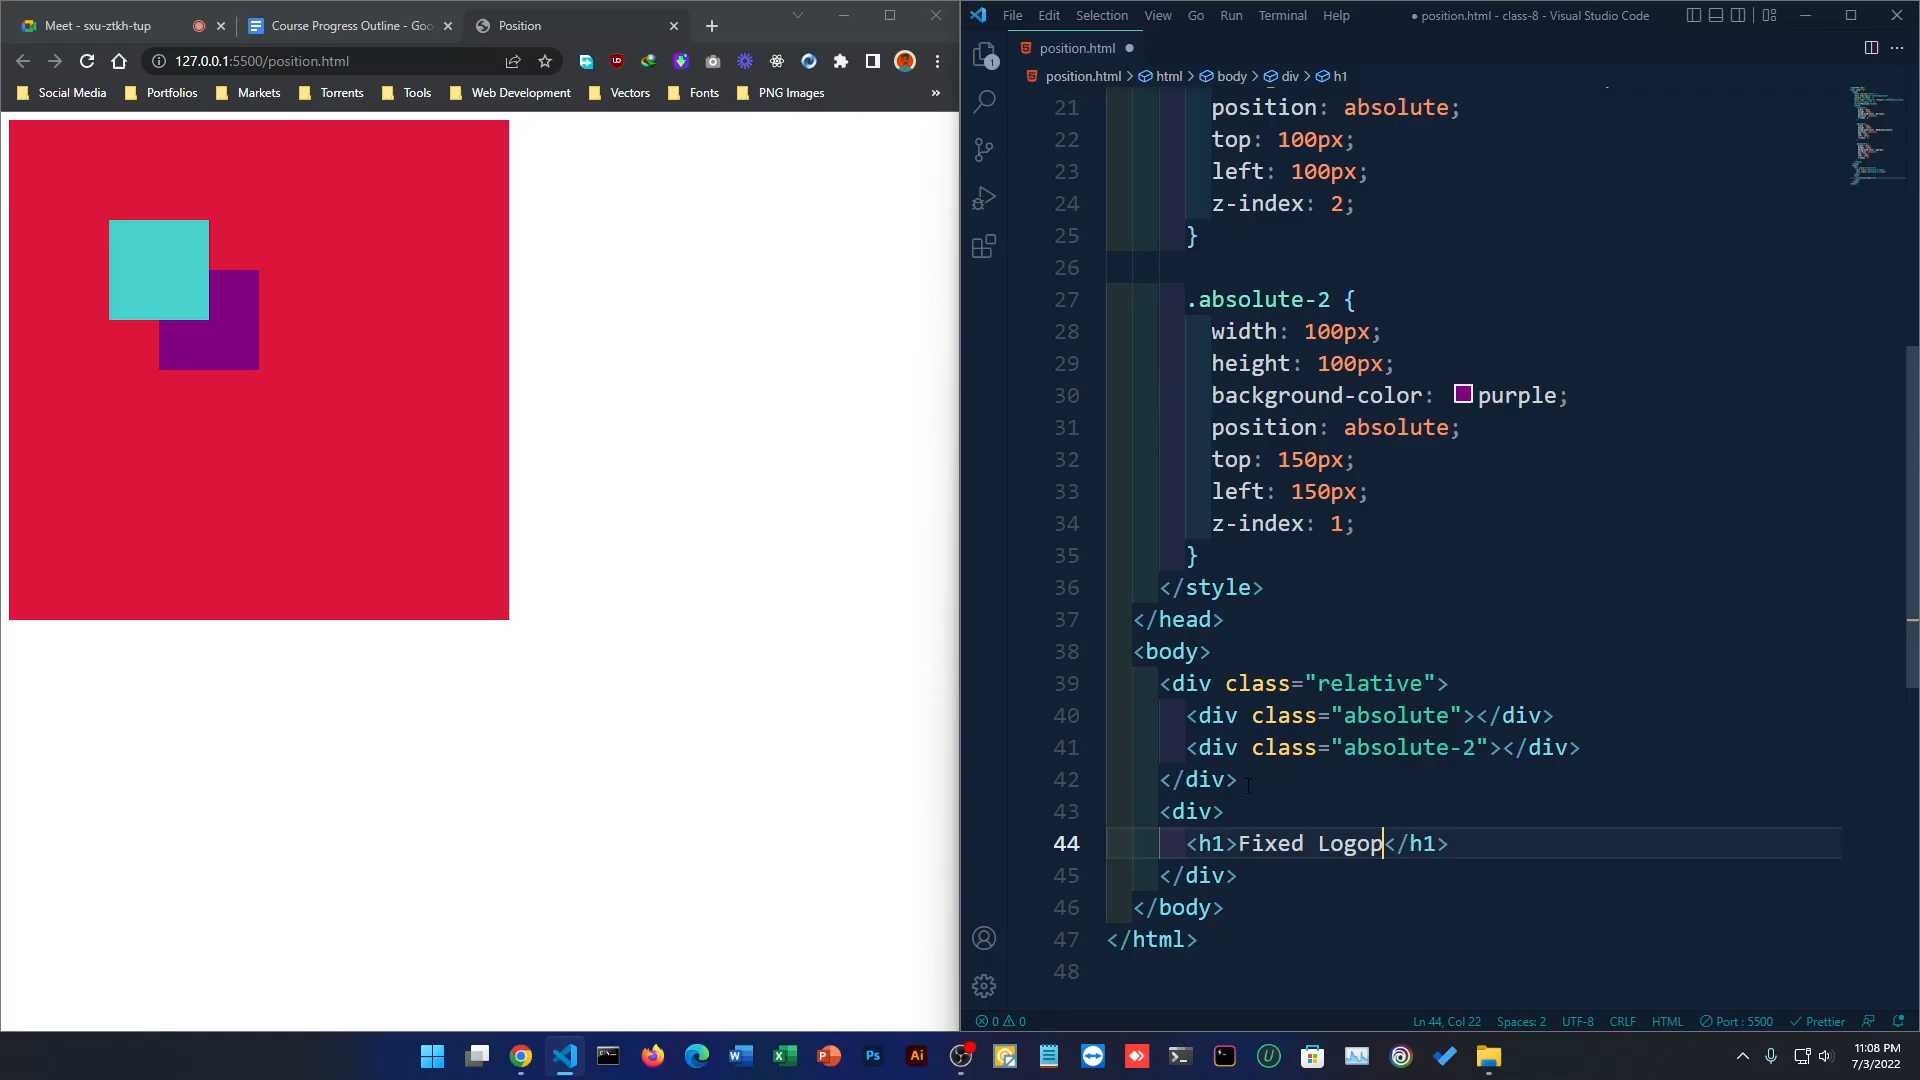 Meet - sxu-ztkh-tup
Course Progress Outline - Goo
Position
127.0.0.1:5500/position.html
Social Media
Portfolios
Markets
Torrents
Tools
Web Development
Vectors
Fonts
PNG Images
»
File Edit Selection View Go Run Terminal Help
● position.html - class-8 - Visual Studio Code
position.html
position.html > html > body > div > h1
21 position: absolute;
22 top: 100px;
23 left: 100px;
24 z-index: 2;
25 }
26
27 .absolute-2 {
28 width: 100px;
29 height: 100px;
30 background-color: purple;
31 position: absolute;
32 top: 150px;
33 left: 150px;
34 z-index: 1;
35 }
36 </style>
37 </head>
38 <body>
39 <div class="relative">
40 <div class="absolute"></div>
41 <div class="absolute-2"></div>
42 </div>
43 <div>
44 <h1>Fixed Logop</h1>
45 </div>
46 </body>
47 </html>
48
0 0
Ln 44, Col 22 Spaces: 2 UTF-8 CRLF HTML Port : 5500 Prettier
11:08 PM
7/3/2022